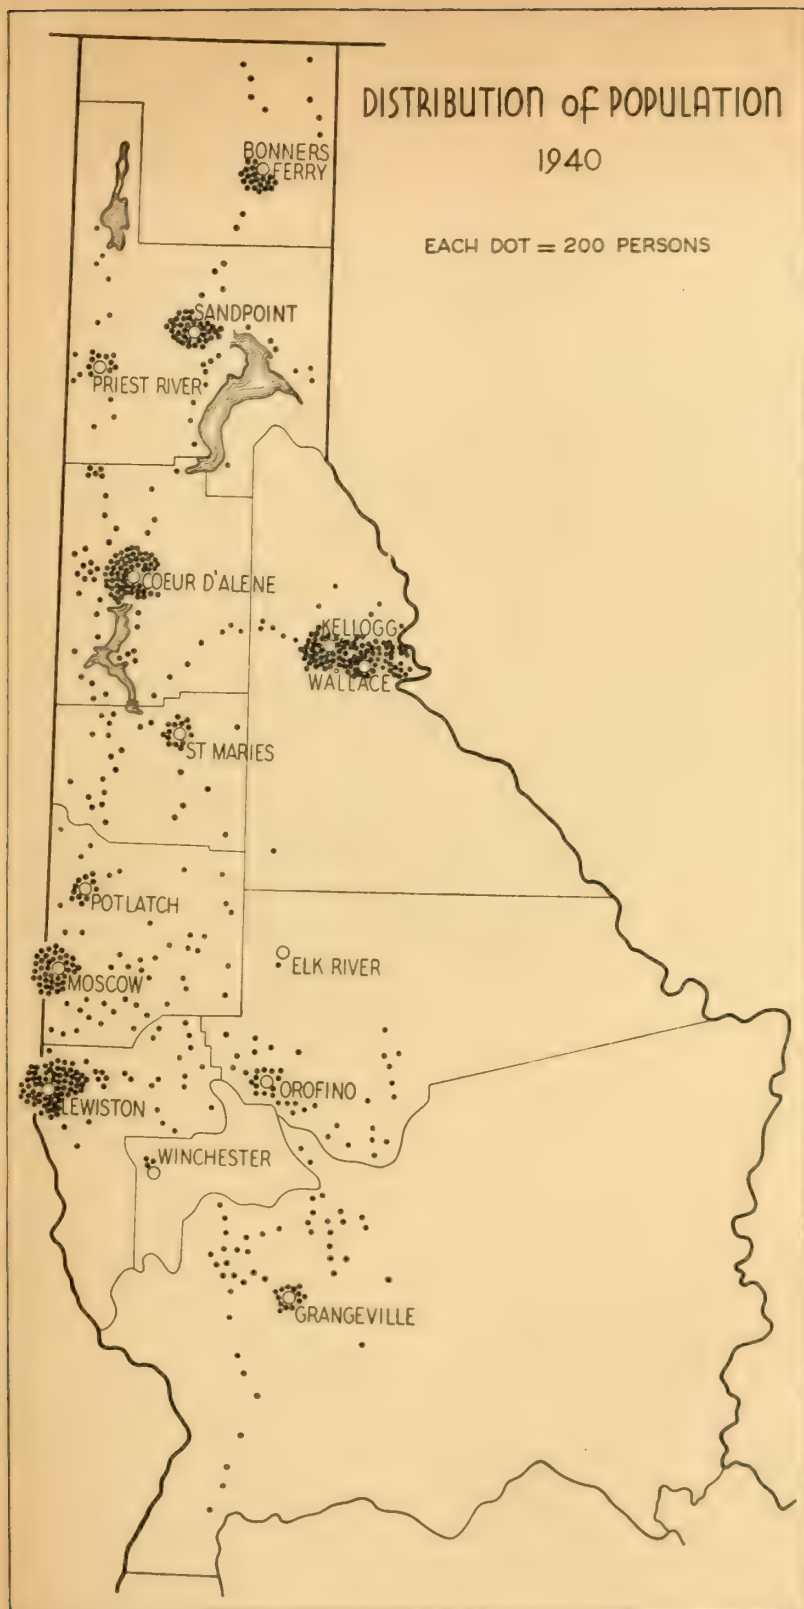 DISTRIBUTION of POPULATION
1940
EACH DOT = 200 PERSONS
BONNERS
FERRY
SANDPOINT
PRIEST RIVER
COEUR D'ALENE
KELLOGG
WALLACE
ST MARIES
POTLATCH
ELK RIVER
MOSCOW
OROFINO
LEWISTON
WINCHESTER
GRANGEVILLE